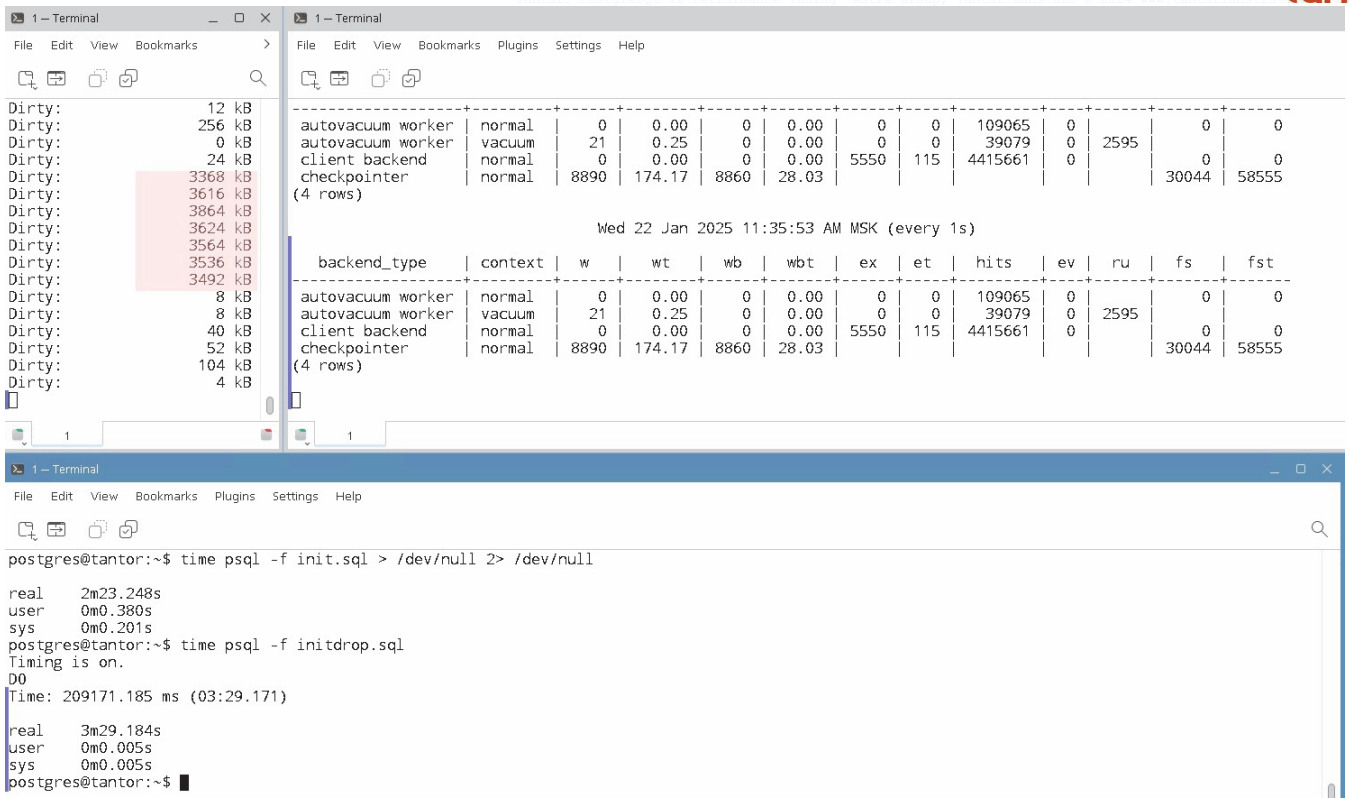 1 — Terminal
File Edit View Bookmarks >
Dirty: 12 kB
Dirty: 256 kB
Dirty: 0 kB
Dirty: 24 kB
Dirty: 3368 kB
Dirty: 3616 kB
Dirty: 3864 kB
Dirty: 3624 kB
Dirty: 3564 kB
Dirty: 3536 kB
Dirty: 3492 kB
Dirty: 8 kB
Dirty: 8 kB
Dirty: 40 kB
Dirty: 52 kB
Dirty: 104 kB
Dirty: 4 kB
1
1 — Terminal
File Edit View Bookmarks Plugins Settings Help
-------------------+---------+------+--------+------+-------+------+-----+---------+----+------+-------+-------
autovacuum worker | normal | 0 | 0.00 | 0 | 0.00 | 0 | 0 | 109065 | 0 | | 0 | 0
autovacuum worker | vacuum | 21 | 0.25 | 0 | 0.00 | 0 | 0 | 39079 | 0 | 2595 | |
client backend | normal | 0 | 0.00 | 0 | 0.00 | 5550 | 115 | 4415661 | 0 | | 0 | 0
checkpointer | normal | 8890 | 174.17 | 8860 | 28.03 | | | | | | 30044 | 58555
(4 rows)
Wed 22 Jan 2025 11:35:53 AM MSK (every 1s)
backend_type | context | w | wt | wb | wbt | ex | et | hits | ev | ru | fs | fst
-------------------+---------+------+--------+------+-------+------+-----+---------+----+------+-------+-------
autovacuum worker | normal | 0 | 0.00 | 0 | 0.00 | 0 | 0 | 109065 | 0 | | 0 | 0
autovacuum worker | vacuum | 21 | 0.25 | 0 | 0.00 | 0 | 0 | 39079 | 0 | 2595 | |
client backend | normal | 0 | 0.00 | 0 | 0.00 | 5550 | 115 | 4415661 | 0 | | 0 | 0
checkpointer | normal | 8890 | 174.17 | 8860 | 28.03 | | | | | | 30044 | 58555
(4 rows)
1
1 — Terminal
File Edit View Bookmarks Plugins Settings Help
postgres@tantor:~$ time psql -f init.sql > /dev/null 2> /dev/null
real 2m23.248s
user 0m0.380s
sys 0m0.201s
postgres@tantor:~$ time psql -f initdrop.sql
Timing is on.
DO
Time: 209171.185 ms (03:29.171)
real 3m29.184s
user 0m0.005s
sys 0m0.005s
postgres@tantor:~$